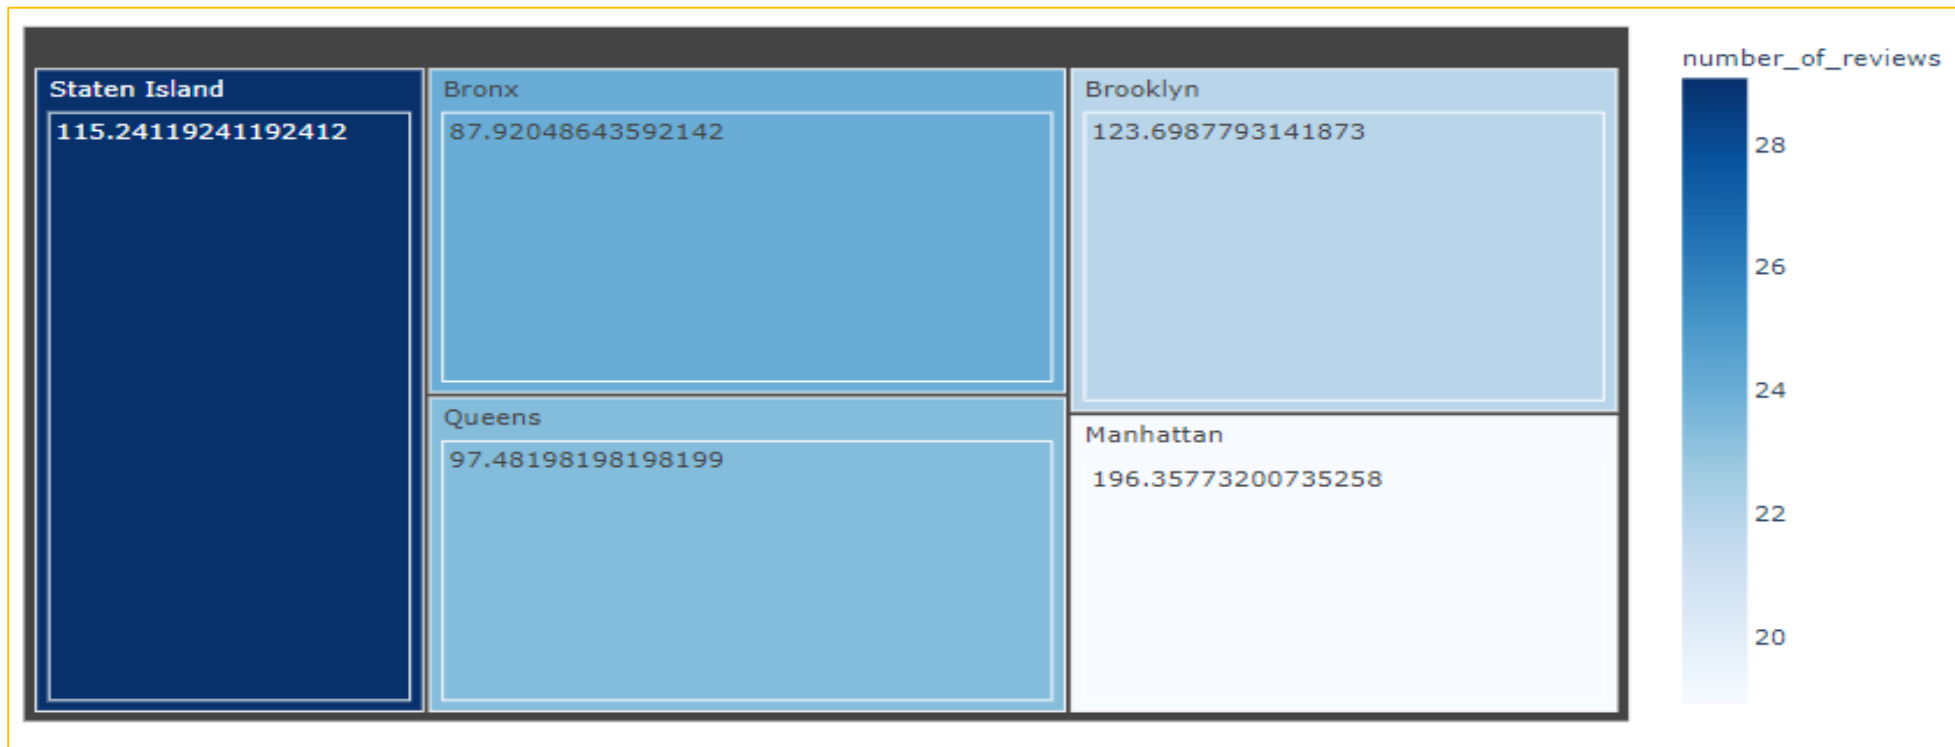 Staten Island
115.24119241192412
Bronx
87.92048643592142
Queens
97.48198198198199
Brooklyn
123.6987793141873
Manhattan
196.35773200735258
number_of_reviews
28
26
24
22
20